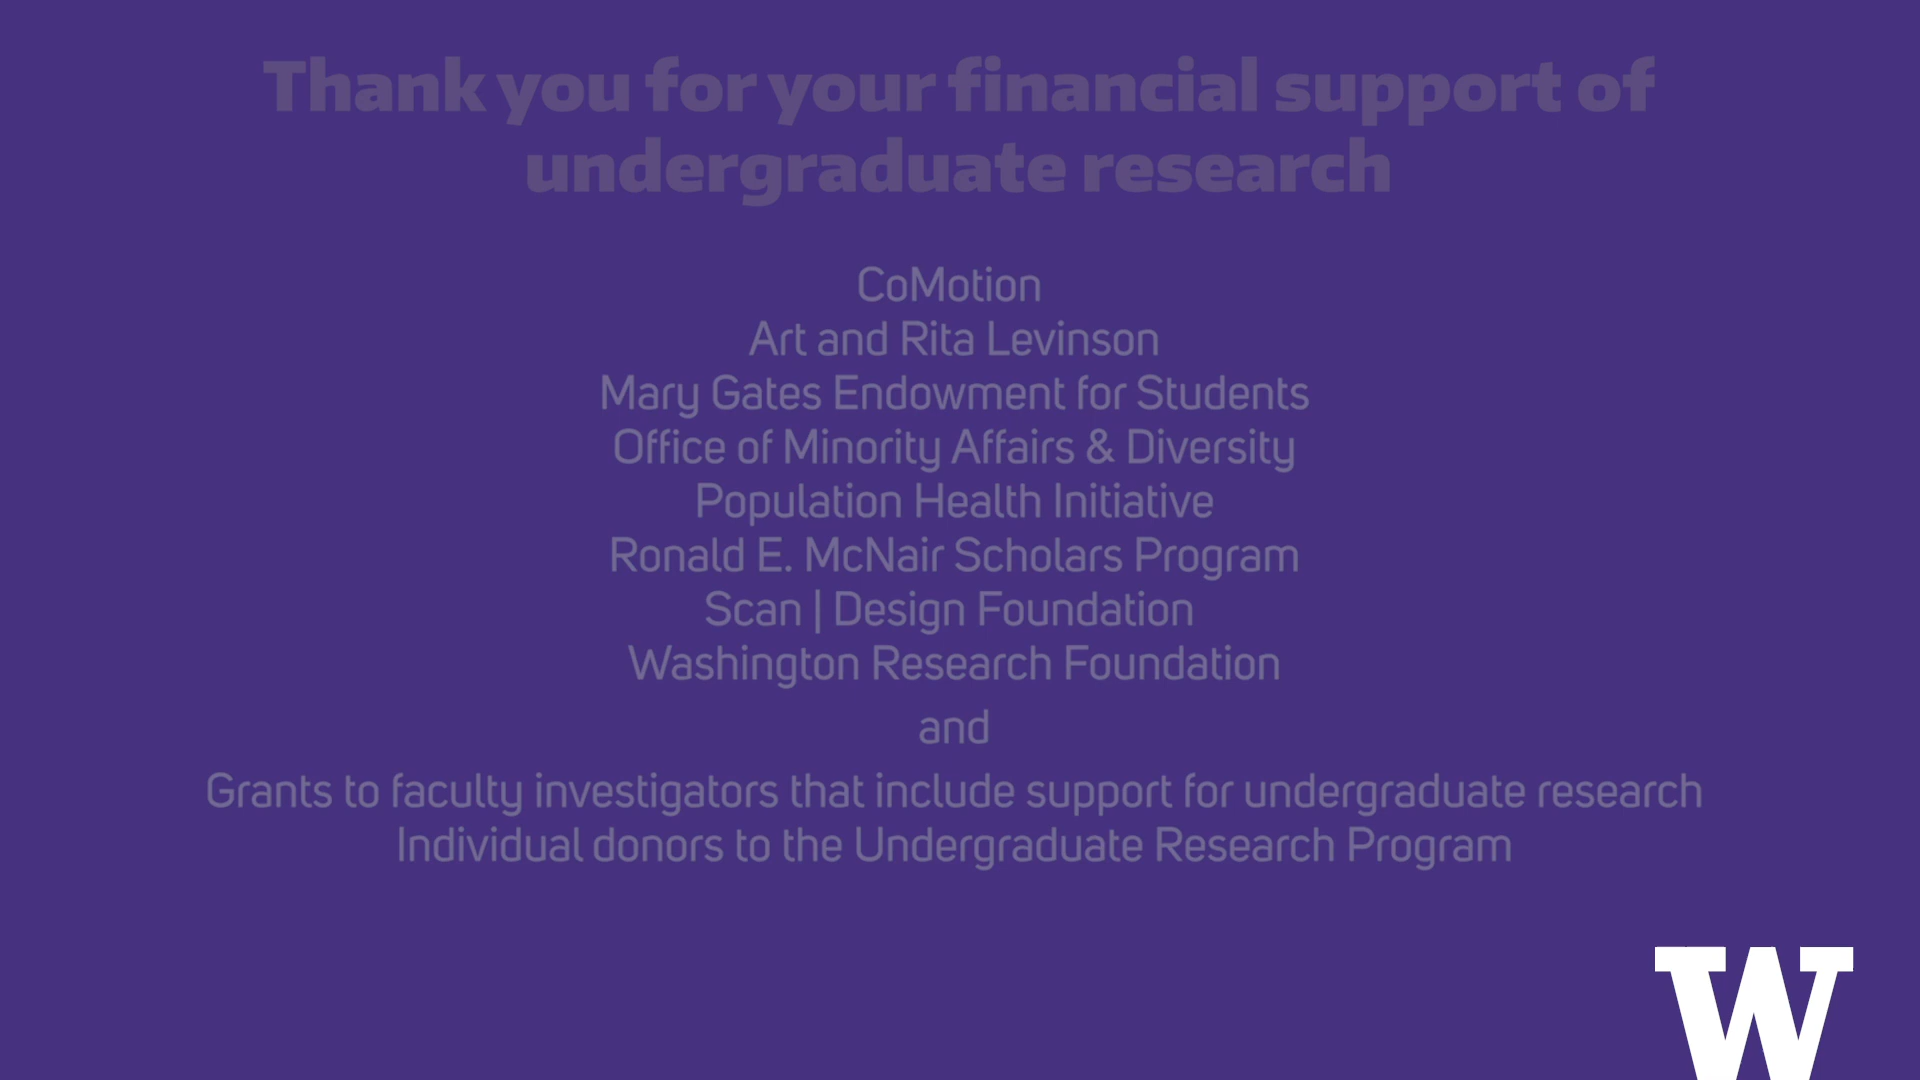 Thank you for your financial support of
undergraduate research
CoMotion
Art and Rita Levinson
Mary Gates Endowment for Students
Office of Minority Affairs & Diversity
Population Health Initiative
Ronald E. McNair Scholars Program
Scan | Design Foundation
Washington Research Foundation
and
Grants to faculty investigators that include support for undergraduate research
Individual donors to the Undergraduate Research Program
W